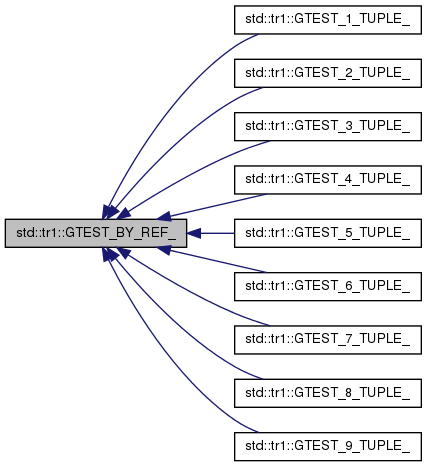 std::tr1::GTEST_1_TUPLE_
std::tr1::GTEST_2_TUPLE_
std::tr1::GTEST_3_TUPLE_
std::tr1::GTEST_4_TUPLE_
std::tr1::GTEST_BY_REF_
std::tr1::GTEST_5_TUPLE_
std::tr1::GTEST_6_TUPLE_
std::tr1::GTEST_7_TUPLE_
std::tr1::GTEST_8_TUPLE_
std::tr1::GTEST_9_TUPLE_